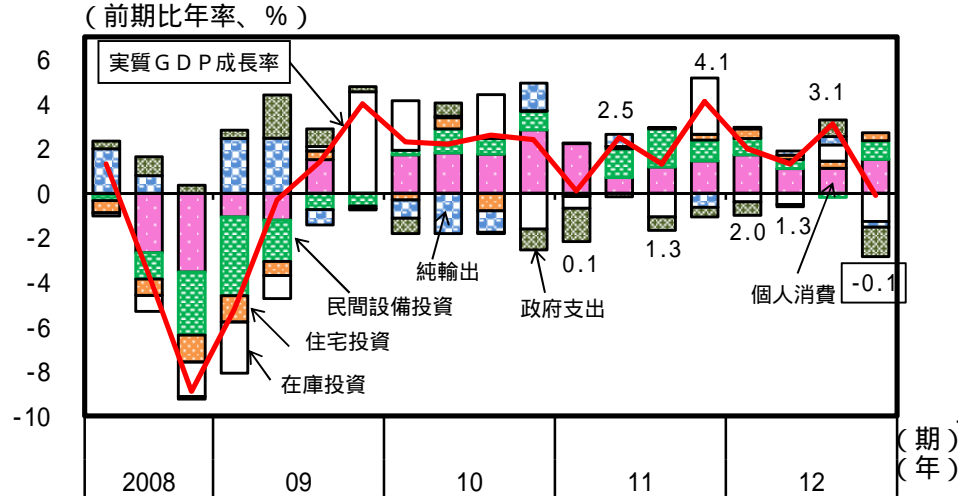 (前期比年率、%)
6
4
2
0
-2
-4
-6
-8
-10
実質GDP成長率
2.5
4.1
3.1
0.1
1.3
2.0
1.3
-0.1
純輸出
民間設備投資
政府支出
個人消費
住宅投資
在庫投資
2008
09
10
11
12
(期)
(年)